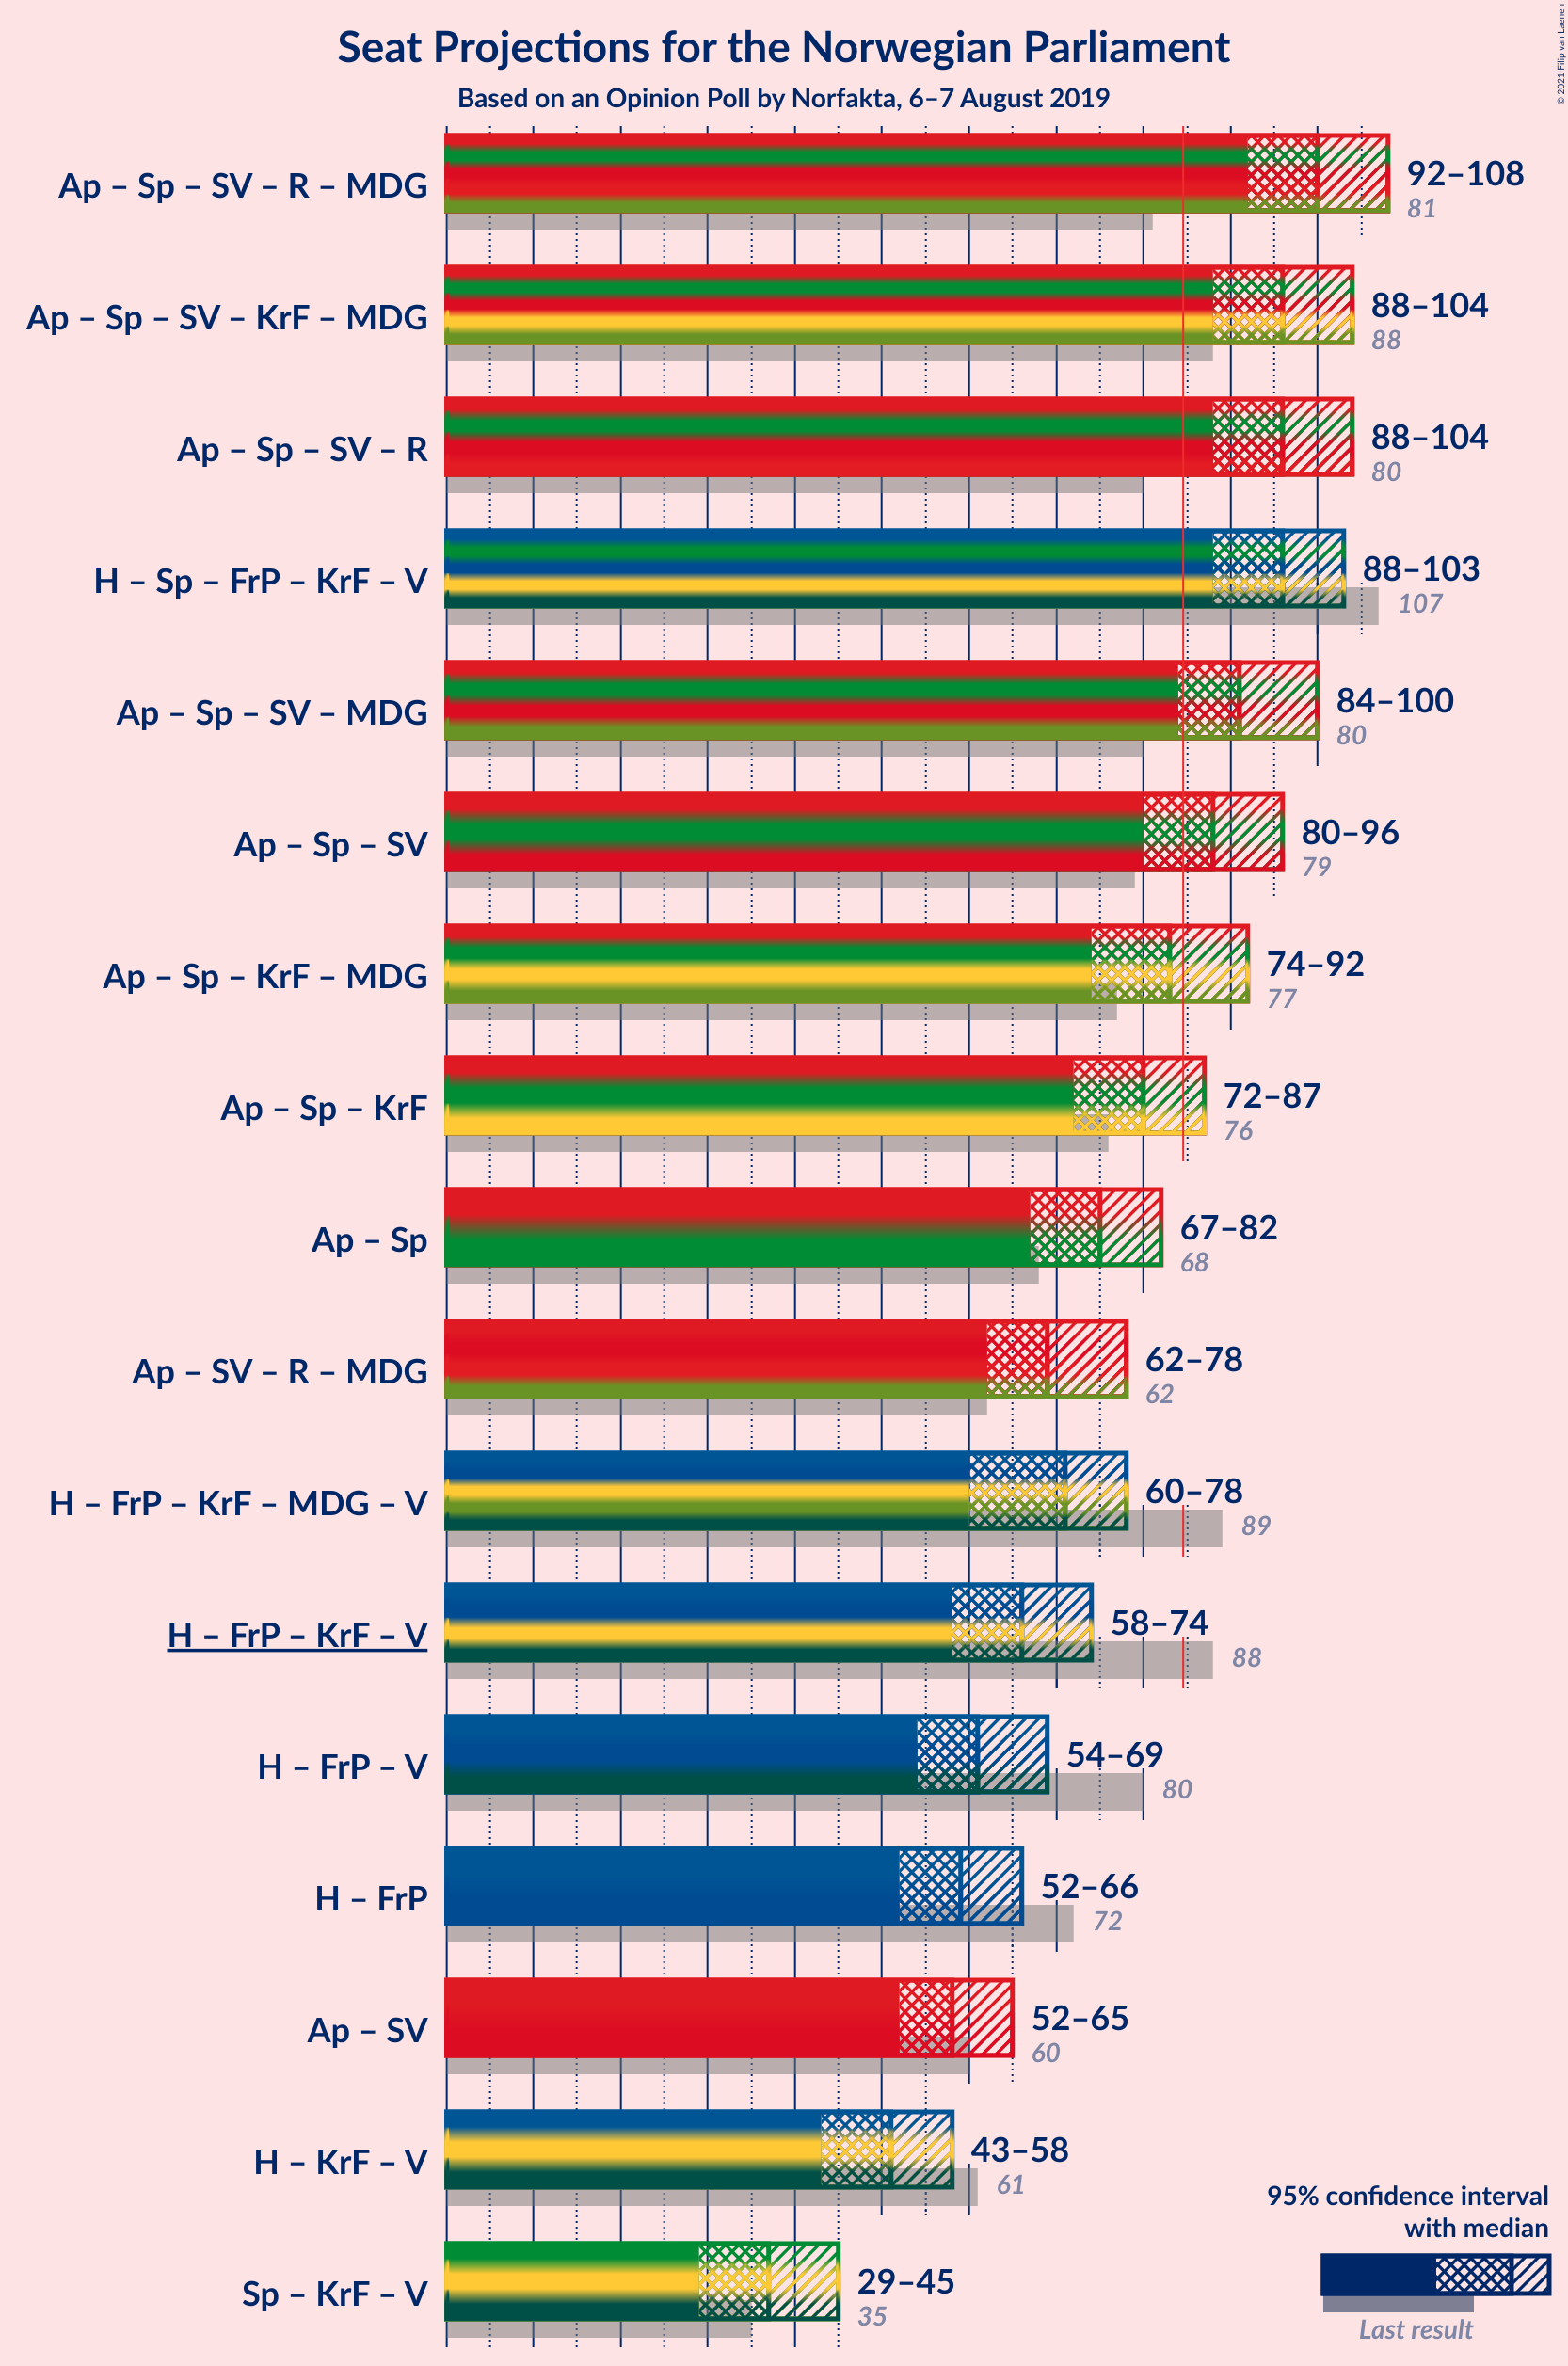 Seat Projections for the Norwegian Parliament
Based on an Opinion Poll by Norfakta, 6–7 August 2019
© 2021 Filip van Laenen
Ap – Sp – SV – R – MDG
92–108
81
Ap – Sp – SV – KrF – MDG
88–104
88
Ap – Sp – SV – R
88–104
80
H – Sp – FrP – KrF – V
88–103
107
Ap – Sp – SV – MDG
84–100
80
Ap – Sp – SV
80–96
79
Ap – Sp – KrF – MDG
74–92
77
Ap – Sp – KrF
72–87
76
Ap – Sp
67–82
68
Ap – SV – R – MDG
62–78
62
H – FrP – KrF – MDG – V
60–78
89
H – FrP – KrF – V
58–74
88
H – FrP – V
54–69
80
H – FrP
52–66
72
Ap – SV
52–65
60
H – KrF – V
43–58
61
Sp – KrF – V
29–45
35
95% confidence interval
with median
Last result